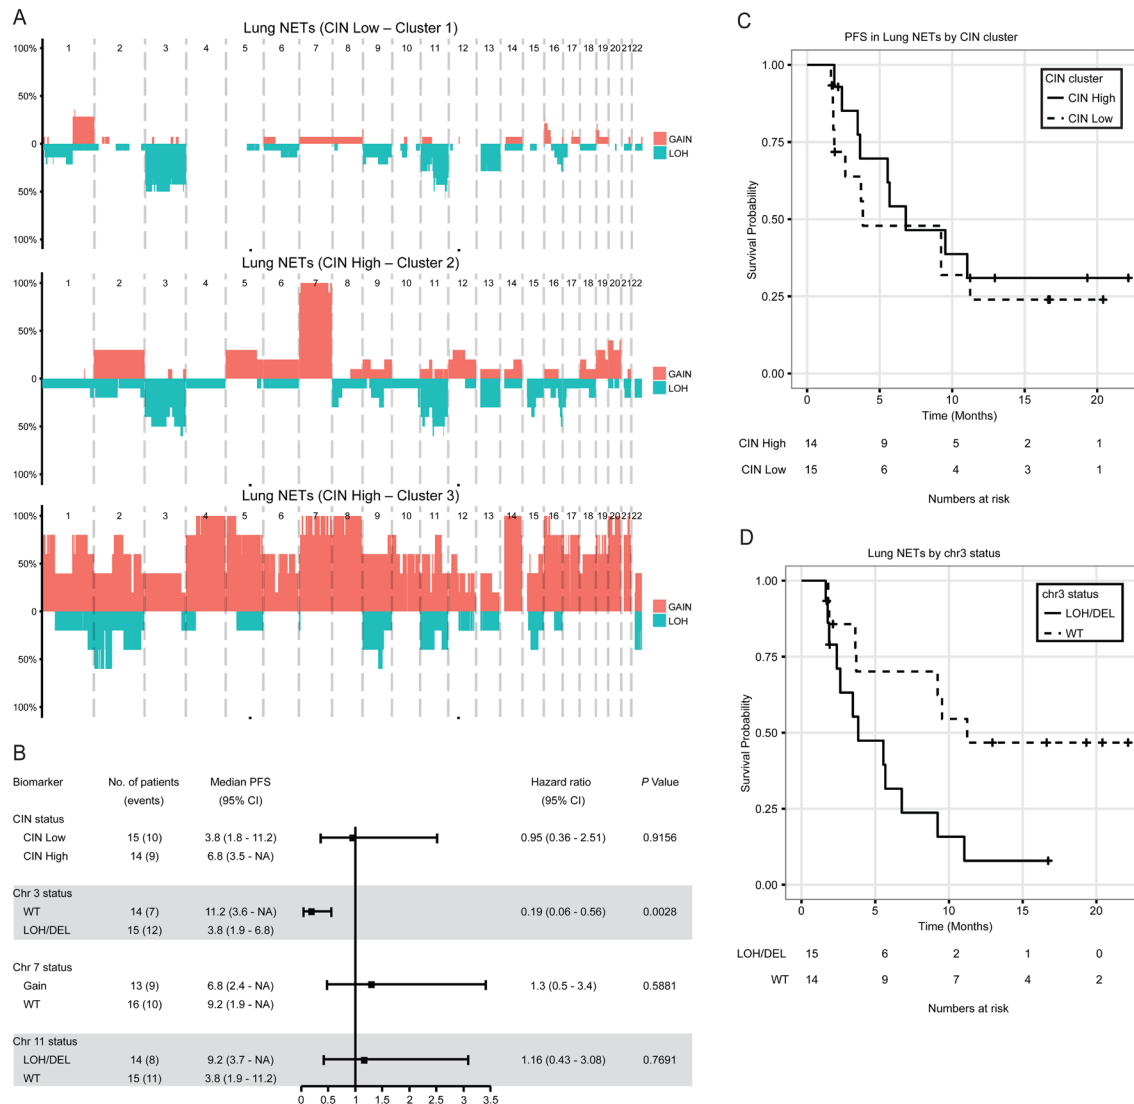 A
Lung NETs (CIN Low – Cluster 1)
1 2 3 4 5 6 7 8 9 10 11 12 13 14 15 16 17 18 19 20 21 22
100%
50%
0
50%
100%
GAIN
LOH
Lung NETs (CIN High – Cluster 2)
1 2 3 4 5 6 7 8 9 10 11 12 13 14 15 16 17 18 19 20 21 22
100%
50%
0
50%
100%
GAIN
LOH
Lung NETs (CIN High – Cluster 3)
1 2 3 4 5 6 7 8 9 10 11 12 13 14 15 16 17 18 19 20 21 22
100%
50%
0
50%
100%
GAIN
LOH
B
Biomarker No. of patients (events) Median PFS (95% CI) Hazard ratio (95% CI) P Value
CIN status
CIN Low 15 (10) 3.8 (1.8 - 11.2) 0.95 (0.36 - 2.51) 0.9156
CIN High 14 (9) 6.8 (3.5 - NA)
Chr 3 status
WT 14 (7) 11.2 (3.6 - NA) 0.19 (0.06 - 0.56) 0.0028
LOH/DEL 15 (12) 3.8 (1.9 - 6.8)
Chr 7 status
Gain 13 (9) 6.8 (2.4 - NA) 1.3 (0.5 - 3.4) 0.5881
WT 16 (10) 9.2 (1.9 - NA)
Chr 11 status
LOH/DEL 14 (8) 9.2 (3.7 - NA) 1.16 (0.43 - 3.08) 0.7691
WT 15 (11) 3.8 (1.9 - 11.2)
0 0.5 1 1.5 2 2.5 3 3.5
C
PFS in Lung NETs by CIN cluster
CIN cluster
CIN High
CIN Low
1.00
0.75
0.50
0.25
0.00
Survival Probability
0 5 10 15 20
Time (Months)
CIN High 14 9 5 2 1
CIN Low 15 6 4 3 1
Numbers at risk
D
Lung NETs by chr3 status
chr3 status
LOH/DEL
WT
1.00
0.75
0.50
0.25
0.00
Survival Probability
0 5 10 15 20
Time (Months)
LOH/DEL 15 6 2 1 0
WT 14 9 7 4 2
Numbers at risk